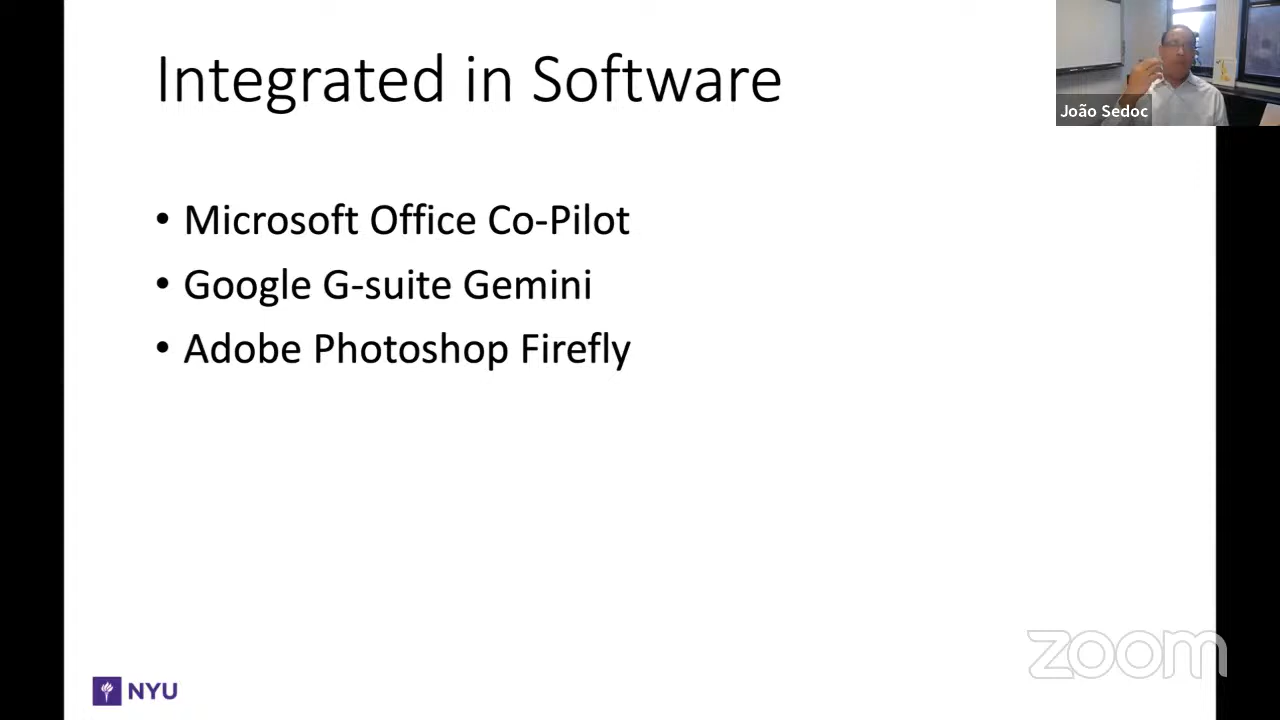 Integrated in Software
João Sedoc
• Microsoft Office Co-Pilot
• Google G-suite Gemini
• Adobe Photoshop Firefly
zoom
NYU